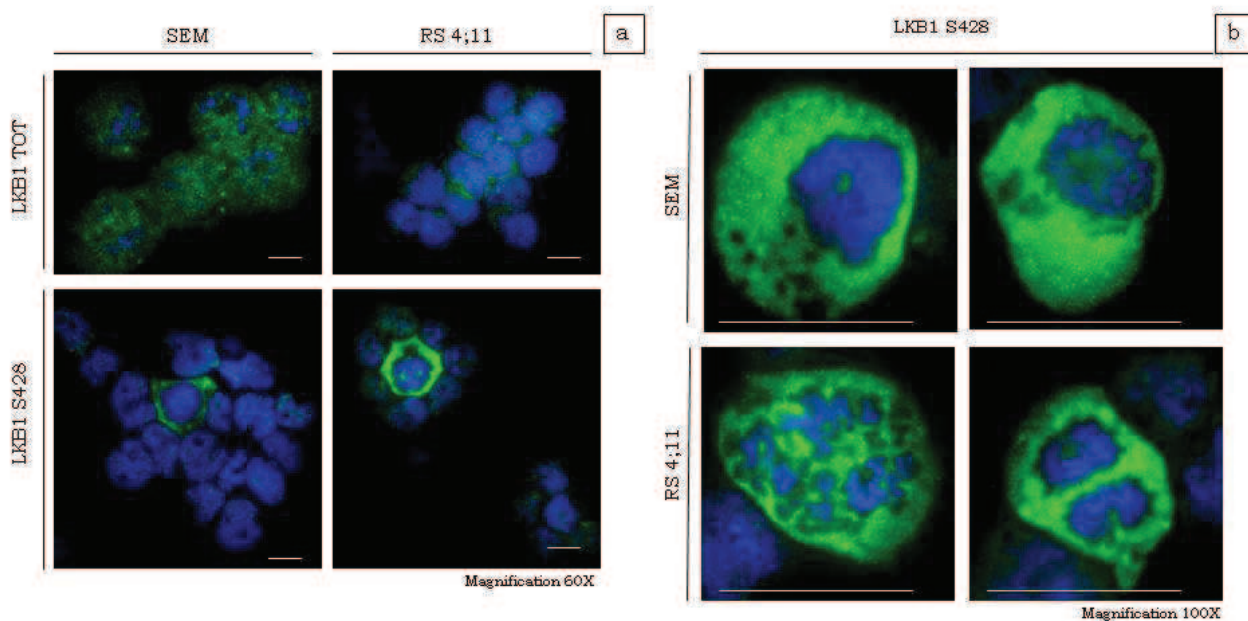 SEM
RS 4;11
a
LKB1 TOT
LKB1 S428
Magnification 60X
LKB1 S428
b
SEM
RS 4;11
Magnification 100X